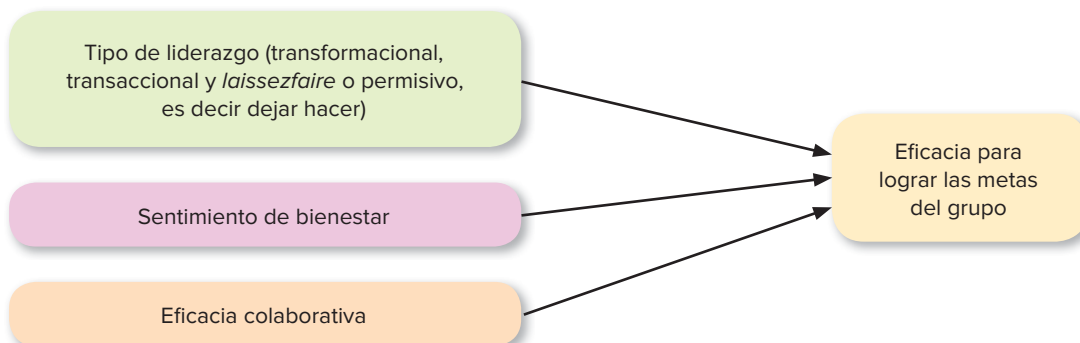 Tipo de liderazgo (transformacional,
transaccional y laissezfaire o permisivo,
es decir dejar hacer)
Sentimiento de bienestar
Eficacia colaborativa
Eficacia para
lograr las metas
del grupo